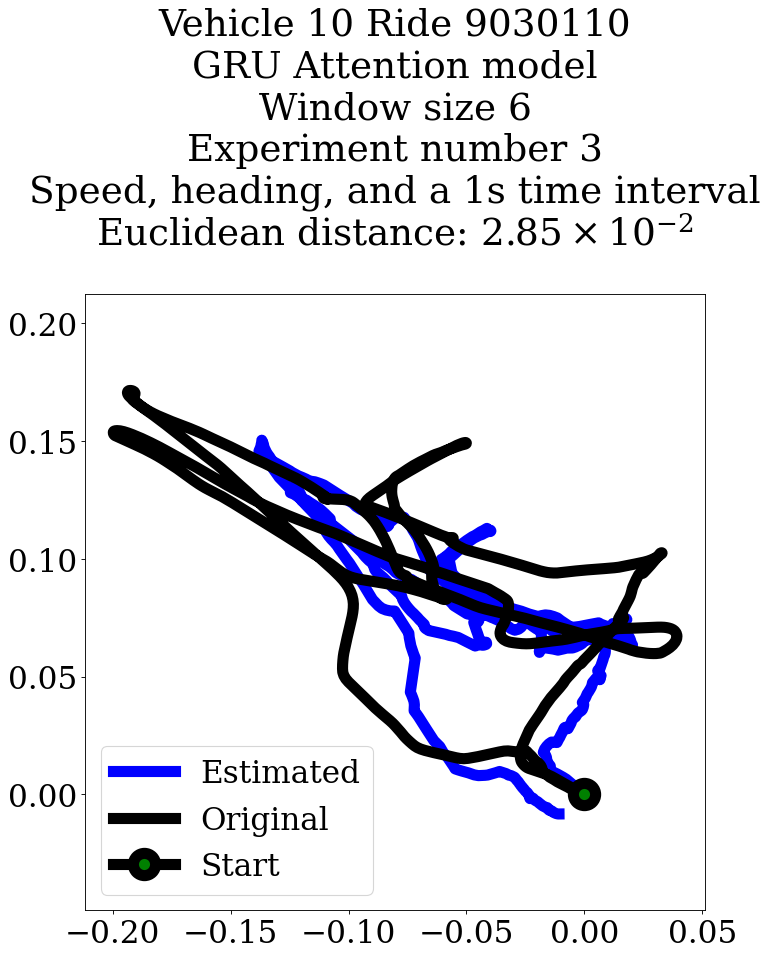 Vehicle 10 Ride 9030110
GRU Attention model
Window size 6
Experiment number 3
Speed, heading, and a 1s time interval
Euclidean distance: 2.85 × 10⁻²
0.20
0.15
0.10
0.05
0.00
Estimated
Original
Start
−0.20 −0.15 −0.10 −0.05 0.00 0.05